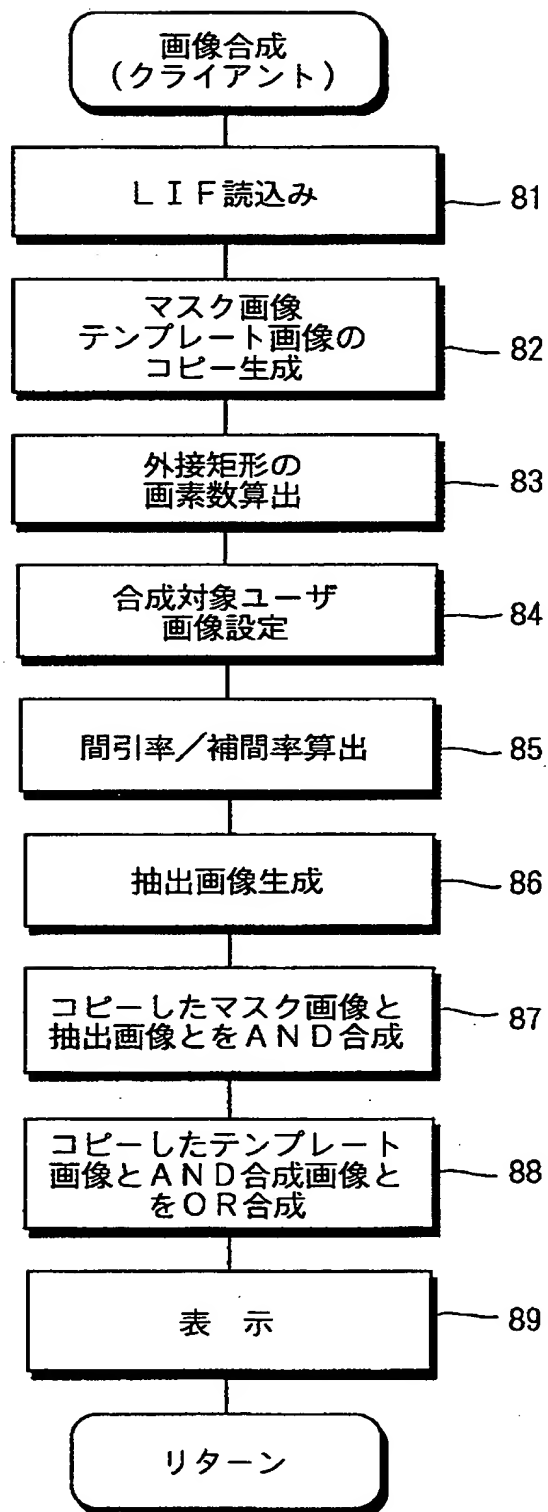 画像合成
(クライアント)
ＬＩＦ読込み
81
マスク画像
テンプレート画像の
コピー生成
82
外接矩形の
画素数算出
83
合成対象ユーザ
画像設定
84
間引率／補間率算出
85
抽出画像生成
86
コピーしたマスク画像と
抽出画像とをＡＮＤ合成
87
コピーしたテンプレート
画像とＡＮＤ合成画像と
をＯＲ合成
88
表　示
89
リターン